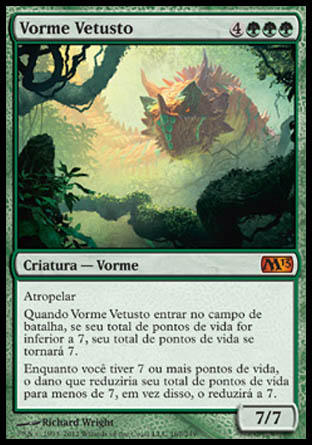 Vorme Vetusto 4
Criatura — Vorme M13
Atropelar
Quando Vorme Vetusto entrar no campo de
batalha, se seu total de pontos de vida for
inferior a 7, seu total de pontos de vida se
tornará 7.
Enquanto você tiver 7 ou mais pontos de vida,
o dano que reduziria seu total de pontos de vida
para menos de 7, em vez disso, o reduzirá a 7.
Richard Wright
7/7